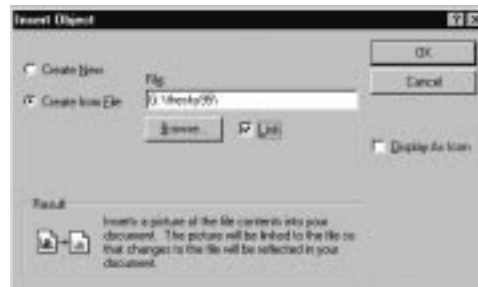 Insert Object
OK
Create New
File:
Cancel
Create from File
Browse...
Link
Display As Icon
Result
Inserts a picture of the file contents into your
document. The picture will be linked to the file so
that changes to the file will be reflected in your
document.